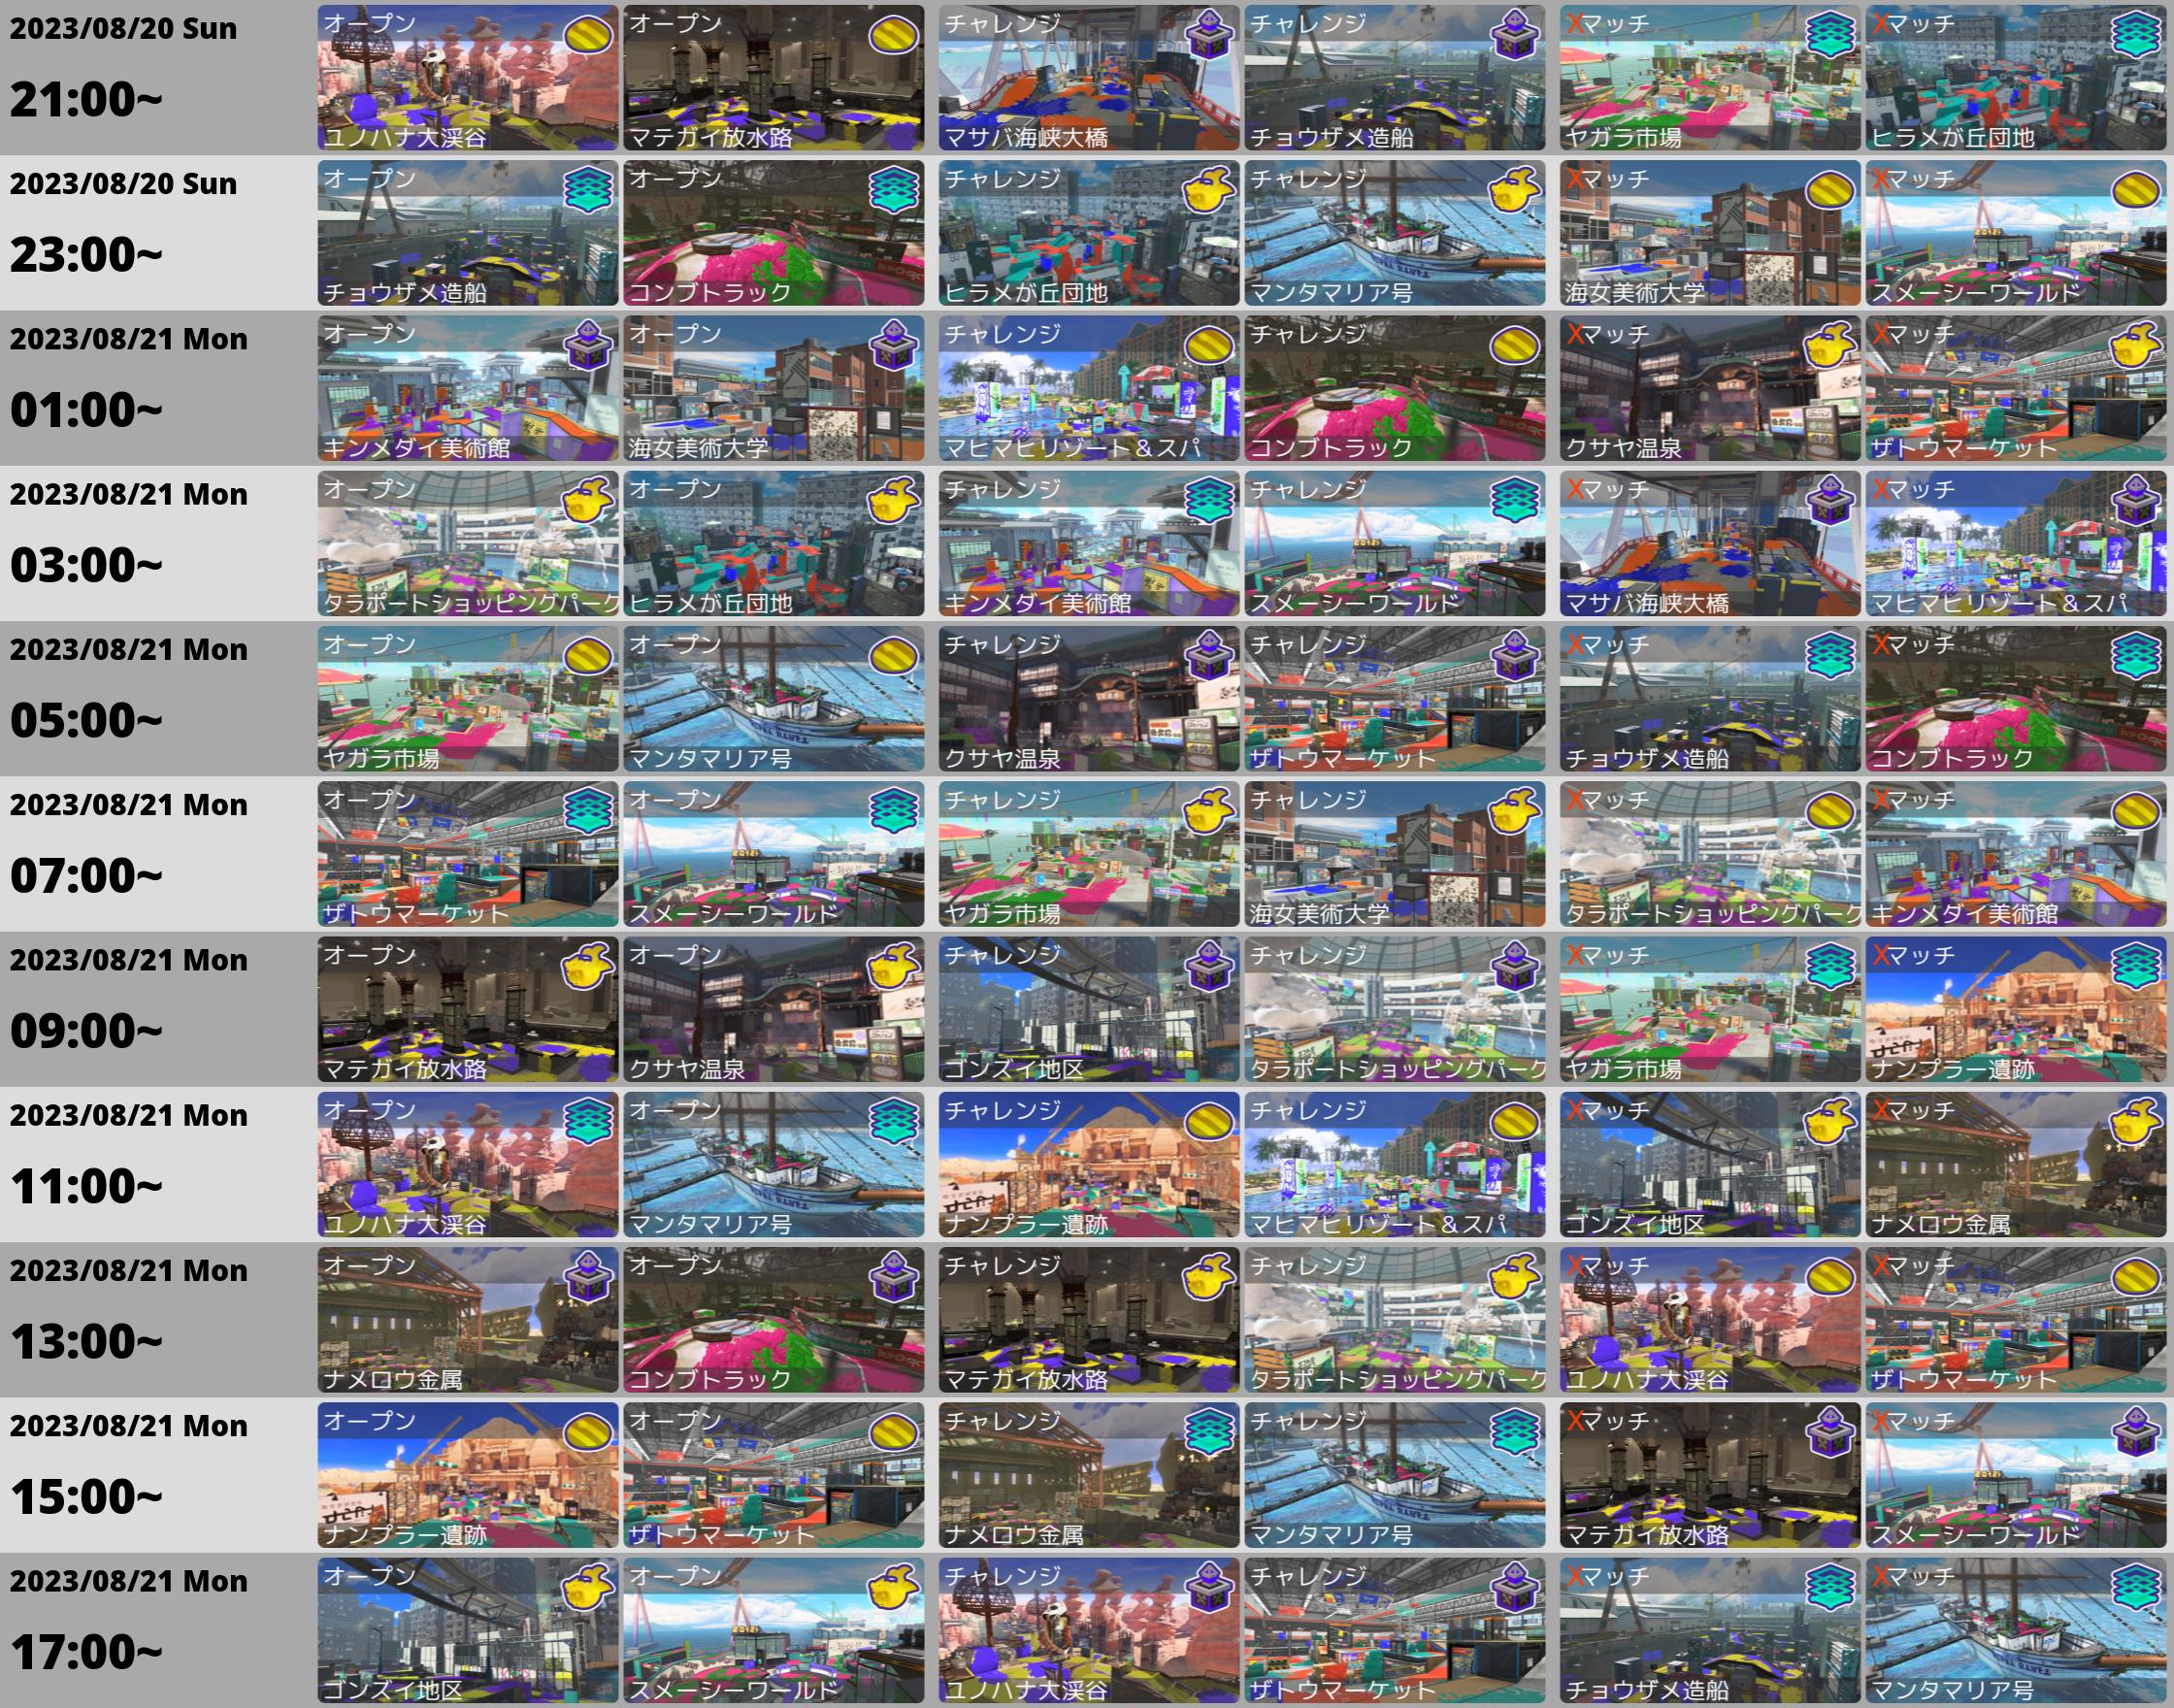 2023/08/20 Sun
21:00~
オープン オープン チャレンジ チャレンジ Xマッチ Xマッチ
ユノハナ大渓谷 マテガイ放水路 マサバ海峡大橋 チョウザメ造船 ヤガラ市場 ヒラメが丘団地
2023/08/20 Sun
23:00~
オープン オープン チャレンジ チャレンジ Xマッチ Xマッチ
チョウザメ造船 コンブトラック ヒラメが丘団地 マンタマリア号 海女美術大学 スメーシーワールド
2023/08/21 Mon
01:00~
オープン オープン チャレンジ チャレンジ Xマッチ Xマッチ
キンメダイ美術館 海女美術大学 マヒマヒリゾート＆スパ コンブトラック クサヤ温泉 ザトウマーケット
2023/08/21 Mon
03:00~
オープン オープン チャレンジ チャレンジ Xマッチ Xマッチ
タラポートショッピングパーク ヒラメが丘団地 キンメダイ美術館 スメーシーワールド マサバ海峡大橋 マヒマヒリゾート＆スパ
2023/08/21 Mon
05:00~
オープン オープン チャレンジ チャレンジ Xマッチ Xマッチ
ヤガラ市場 マンタマリア号 クサヤ温泉 ザトウマーケット チョウザメ造船 コンブトラック
2023/08/21 Mon
07:00~
オープン オープン チャレンジ チャレンジ Xマッチ Xマッチ
ザトウマーケット スメーシーワールド ヤガラ市場 海女美術大学 タラポートショッピングパーク キンメダイ美術館
2023/08/21 Mon
09:00~
オープン オープン チャレンジ チャレンジ Xマッチ Xマッチ
マテガイ放水路 クサヤ温泉 ゴンズイ地区 タラポートショッピングパーク ヤガラ市場 ナンプラー遺跡
2023/08/21 Mon
11:00~
オープン オープン チャレンジ チャレンジ Xマッチ Xマッチ
ユノハナ大渓谷 マンタマリア号 ナンプラー遺跡 マヒマヒリゾート＆スパ ゴンズイ地区 ナメロウ金属
2023/08/21 Mon
13:00~
オープン オープン チャレンジ チャレンジ Xマッチ Xマッチ
ナメロウ金属 コンブトラック マテガイ放水路 タラポートショッピングパーク ユノハナ大渓谷 ザトウマーケット
2023/08/21 Mon
15:00~
オープン オープン チャレンジ チャレンジ Xマッチ Xマッチ
ナンプラー遺跡 ザトウマーケット ナメロウ金属 マンタマリア号 マテガイ放水路 スメーシーワールド
2023/08/21 Mon
17:00~
オープン オープン チャレンジ チャレンジ Xマッチ Xマッチ
ゴンズイ地区 スメーシーワールド ユノハナ大渓谷 ザトウマーケット チョウザメ造船 マンタマリア号